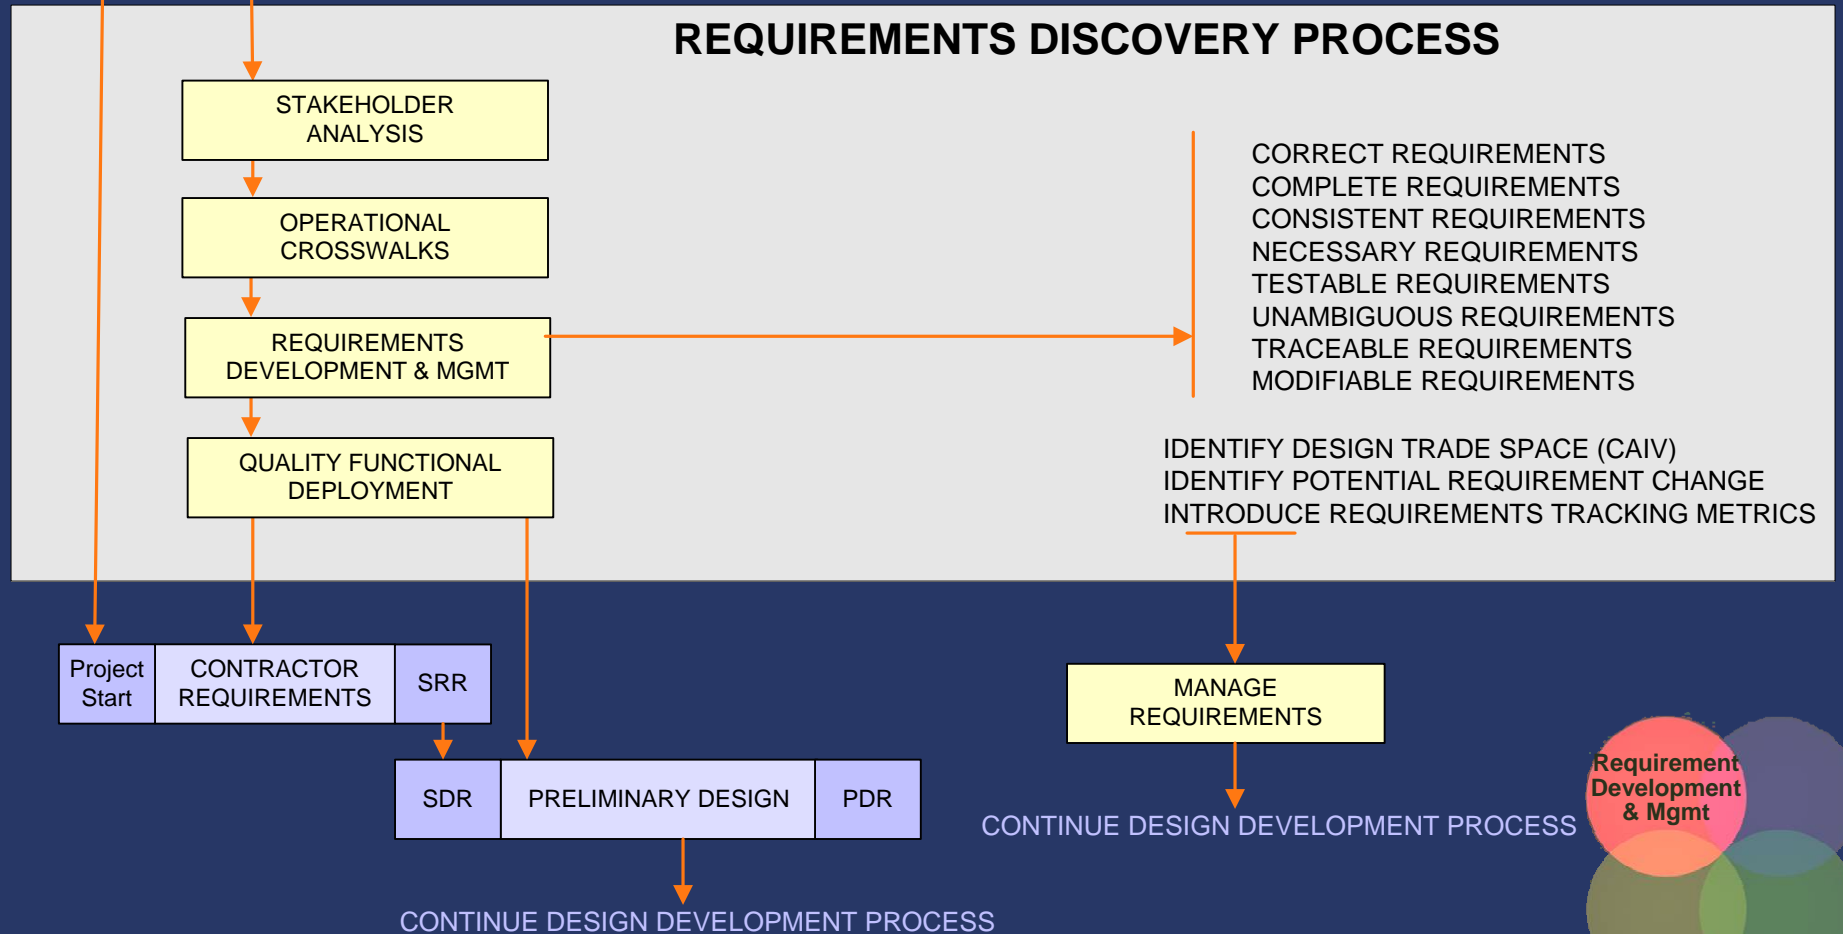 REQUIREMENTS DISCOVERY PROCESS
STAKEHOLDER
ANALYSIS
OPERATIONAL
CROSSWALKS
REQUIREMENTS
DEVELOPMENT & MGMT
QUALITY FUNCTIONAL
DEPLOYMENT
CORRECT REQUIREMENTS
COMPLETE REQUIREMENTS
CONSISTENT REQUIREMENTS
NECESSARY REQUIREMENTS
TESTABLE REQUIREMENTS
UNAMBIGUOUS REQUIREMENTS
TRACEABLE REQUIREMENTS
MODIFIABLE REQUIREMENTS
IDENTIFY DESIGN TRADE SPACE (CAIV)
IDENTIFY POTENTIAL REQUIREMENT CHANGE
INTRODUCE REQUIREMENTS TRACKING METRICS
Project
Start
CONTRACTOR
REQUIREMENTS
SRR
SDR
PRELIMINARY DESIGN
PDR
CONTINUE DESIGN DEVELOPMENT PROCESS
MANAGE
REQUIREMENTS
CONTINUE DESIGN DEVELOPMENT PROCESS
Requirement
Development
& Mgmt